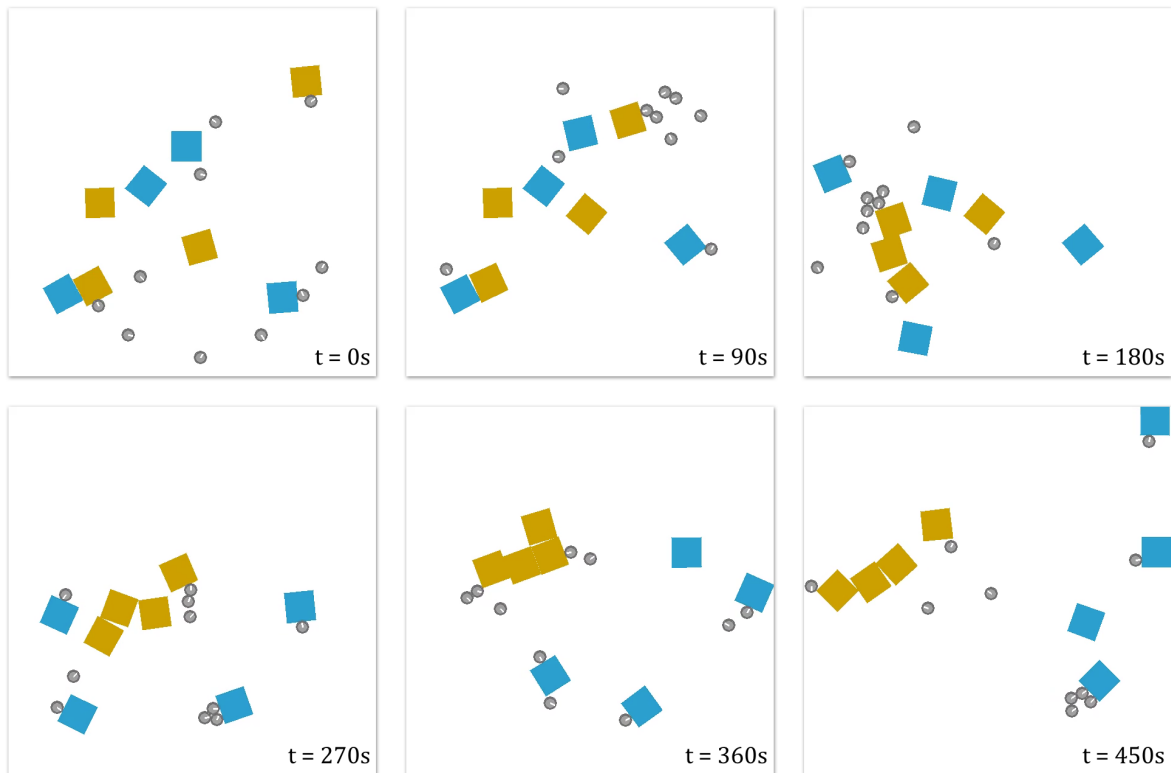 t = 0s
t = 90s
t = 180s
t = 270s
t = 360s
t = 450s